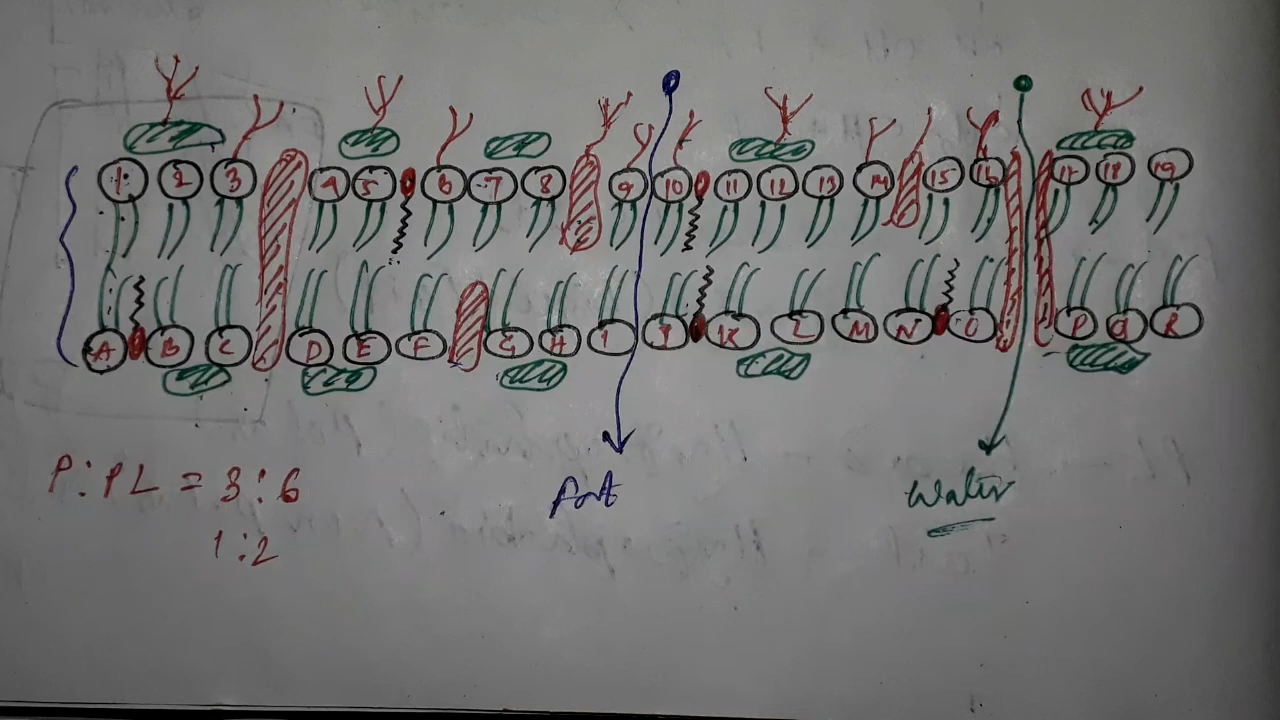 1 2 3 4 5 6 7 8 9 10 11 12 13 14 15 16 17 18 19
A B C D E F G H I J K L M N O P Q R
P:PL = 3:6
1:2
Fat
Water